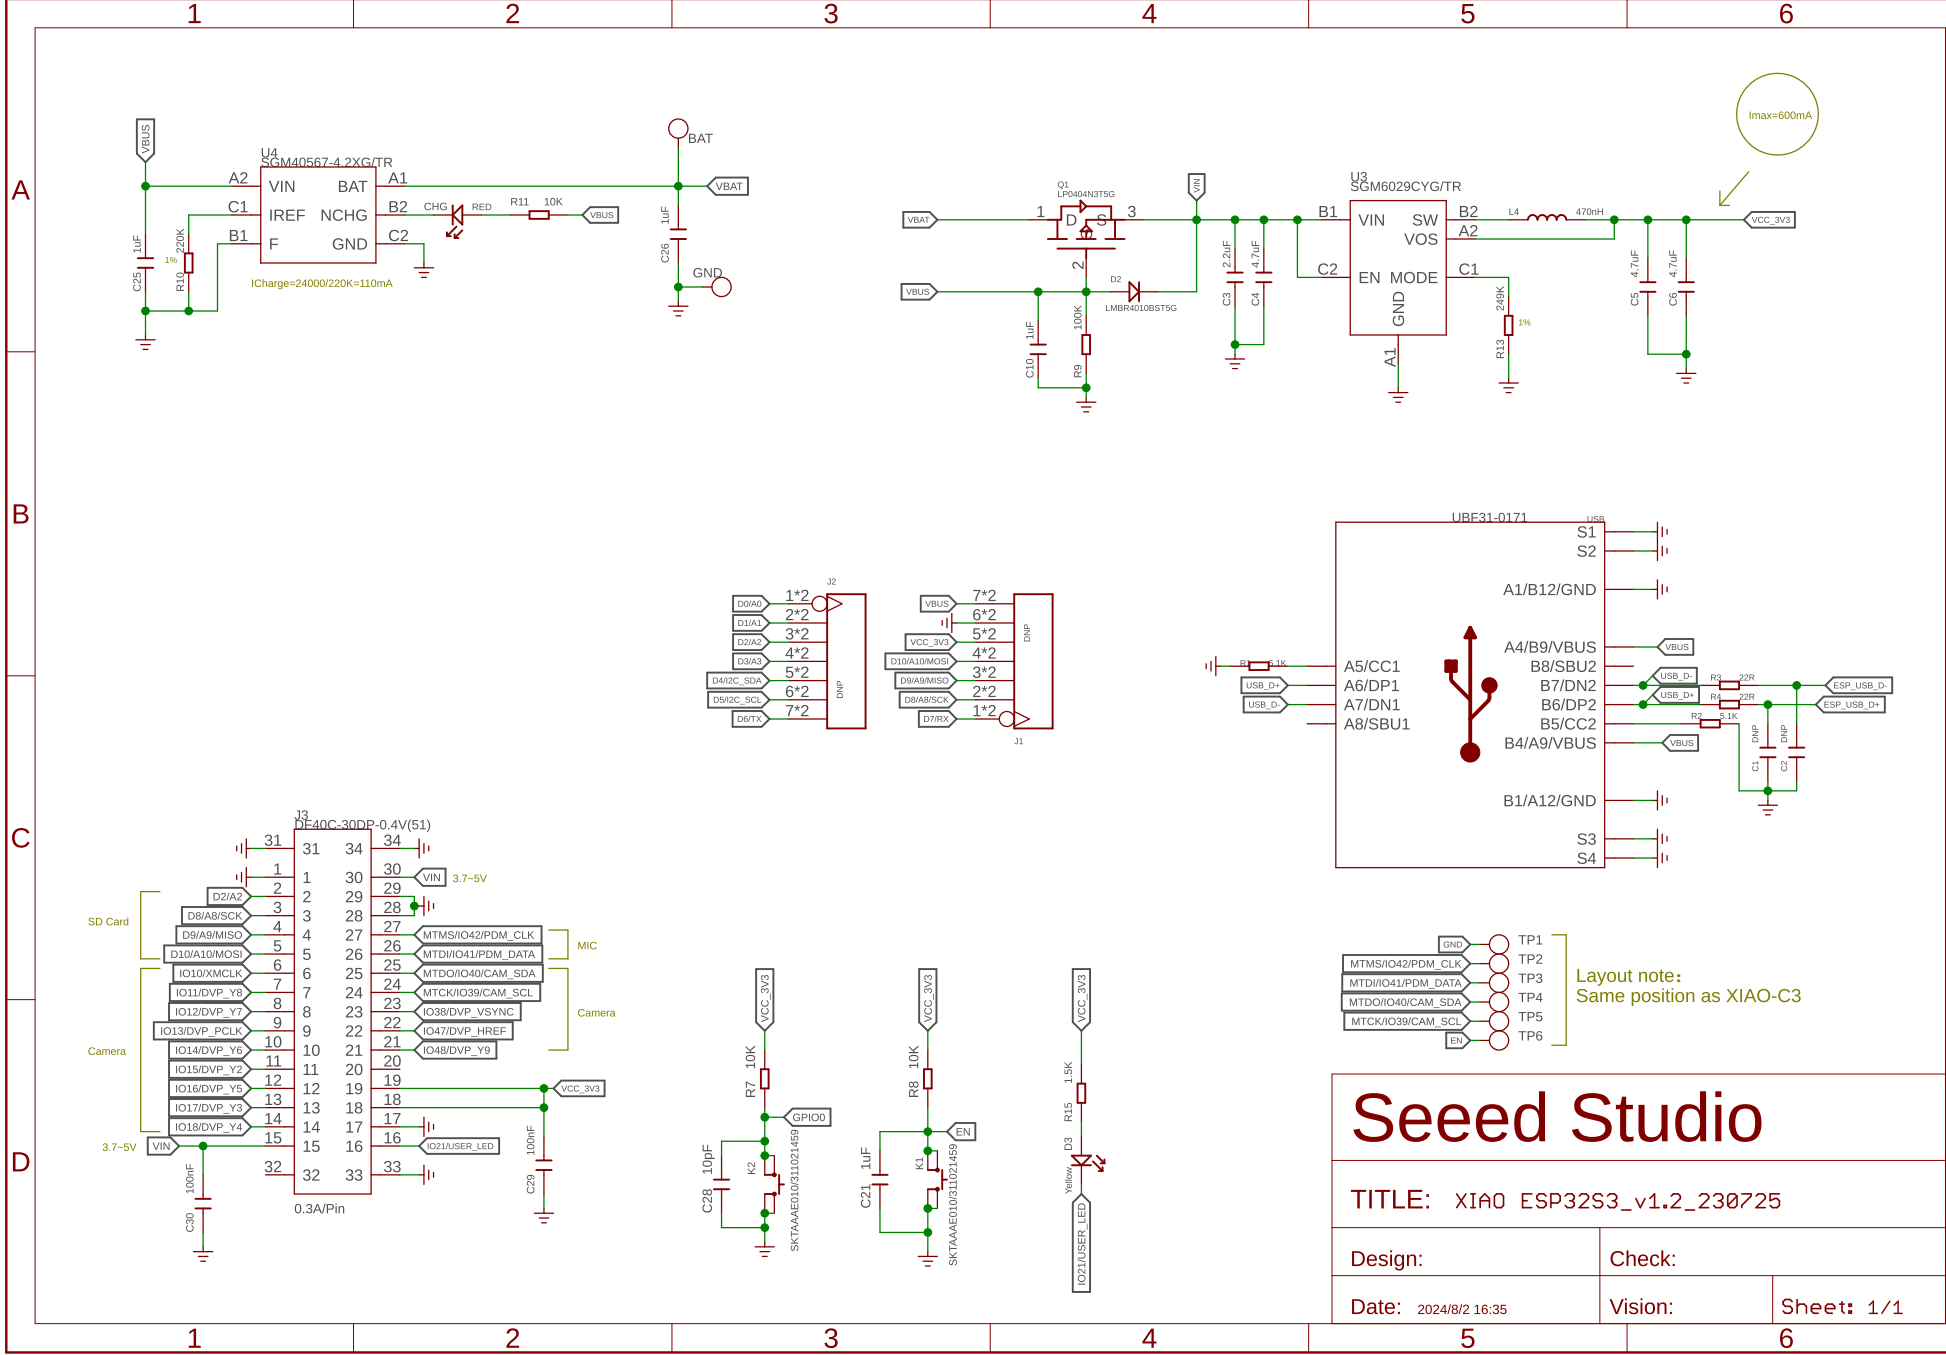 1 2 3 4 5 6
A
B
C
D
VBUS
U4
SGM40567-4.2XG/TR
A2 VIN BAT A1
C1 IREF NCHG B2
B1 F GND C2
C25 1uF
1%
R10 220K
ICharge=24000/220K=110mA
CHG RED
R11 10K
VBUS
BAT
VBAT
C26 1uF
GND
VBAT
Q1
LP0404N3T5G
1 D S 3
G
2
VIN
VBUS
D2
LMBR4010BST5G
C10 1uF
R9 100K
C3 2.2uF
C4 4.7uF
U3
SGM6029CYG/TR
B1 VIN SW B2
VOS A2
C2 EN MODE C1
GND
A1
L4 470nH
R13 249K
1%
C5 4.7uF
C6 4.7uF
VCC_3V3
Imax=600mA
J2
D0/A0 1*2
D1/A1 2*2
D2/A2 3*2
D3/A3 4*2
D4/I2C_SDA 5*2
D5/I2C_SCL 6*2
D6/TX 7*2
DNP
VBUS 7*2
6*2
VCC_3V3 5*2
D10/A10/MOSI 4*2
D9/A9/MISO 3*2
D8/A8/SCK 2*2
D7/RX 1*2
DNP
J1
UBF31-0171
USB
S1
S2
A1/B12/GND
A4/B9/VBUS VBUS
B8/SBU2
B7/DN2 USB_D- R3 22R ESP_USB_D-
B6/DP2 USB_D+ R4 22R ESP_USB_D+
B5/CC2 R2 5.1K
B4/A9/VBUS VBUS
B1/A12/GND
S3
S4
R1 5.1K A5/CC1
USB_D+ A6/DP1
USB_D- A7/DN1
A8/SBU1
C1 DNP
C2 DNP
J3
DF40C-30DP-0.4V(51)
31 31 34 34
1 1 30 30 VIN 3.7~5V
D2/A2 2 2 29 29
D8/A8/SCK 3 3 28 28
D9/A9/MISO 4 4 27 27 MTMS/IO42/PDM_CLK
D10/A10/MOSI 5 5 26 26 MTDI/IO41/PDM_DATA
IO10/XMCLK 6 6 25 25 MTDO/IO40/CAM_SDA
IO11/DVP_Y8 7 7 24 24 MTCK/IO39/CAM_SCL
IO12/DVP_Y7 8 8 23 23 IO38/DVP_VSYNC
IO13/DVP_PCLK 9 9 22 22 IO47/DVP_HREF
IO14/DVP_Y6 10 10 21 21 IO48/DVP_Y9
IO15/DVP_Y2 11 11 20 20
IO16/DVP_Y5 12 12 19 19 VCC_3V3
IO17/DVP_Y3 13 13 18 18
IO18/DVP_Y4 14 14 17 17
3.7~5V VIN 15 15 16 16 IO21/USER_LED
32 32 33 33
0.3A/Pin
SD Card
Camera
MIC
Camera
C30 100nF
C29 100nF
VCC_3V3
R7 10K
GPIO0
C28 10pF
K2
SKTAAAE010/311021459
VCC_3V3
R8 10K
EN
C21 1uF
K1
SKTAAAE010/311021459
VCC_3V3
R15 1.5K
D3
Yellow
IO21/USER_LED
GND TP1
MTMS/IO42/PDM_CLK TP2
MTDI/IO41/PDM_DATA TP3
MTDO/IO40/CAM_SDA TP4
MTCK/IO39/CAM_SCL TP5
EN TP6
Layout note:
Same position as XIAO-C3
Seeed Studio
TITLE: XIAO ESP32S3_v1.2_230725
Design: Check:
Date: 2024/8/2 16:35 Vision: Sheet: 1/1
1 2 3 4 5 6